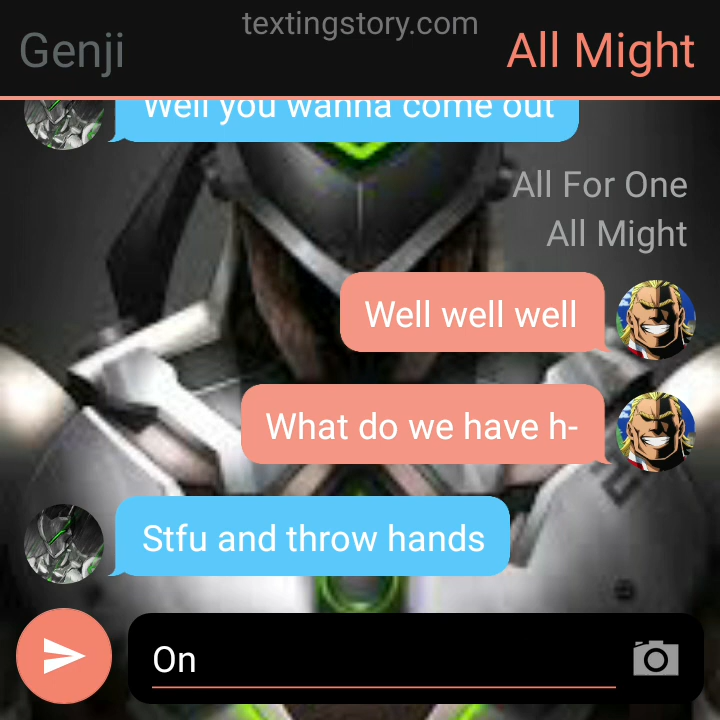 textingstory.com
Genji
All Might
Well you wanna come out
All For One
All Might
Well well well
What do we have h-
Stfu and throw hands
On